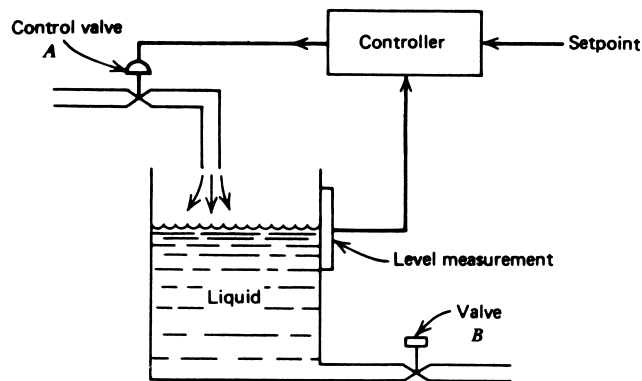 Control valve
A
Controller
Setpoint
Level measurement
Liquid
Valve
B